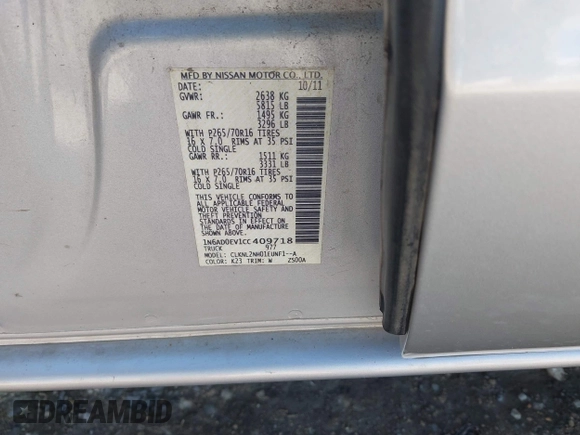 MFD BY NISSAN MOTOR CO., LTD.
10/11
GVWR: 2638 KG
5815 LB
GAWR FR.: 1495 KG
3296 LB
WITH P265/70R16 TIRES
16 X 7.0 RIMS AT 35 PSI
COLD SINGLE
GAWR RR.: 1511 KG
3331 LB
WITH P265/70R16 TIRES
16 X 7.0 RIMS AT 35 PSI
COLD SINGLE
THIS VEHICLE CONFORMS TO
ALL APPLICABLE FEDERAL
MOTOR VEHICLE SAFETY AND
THEFT PREVENTION
STANDARDS IN EFFECT ON
THE DATE OF MANUFACTURE
SHOWN ABOVE.
1N6AD0EV1CC409718
TRUCK 977
MODEL: CLKNL2NHO1EUNF1--A
COLOR: K23 TRIM: W ZS00A
DREAMBID